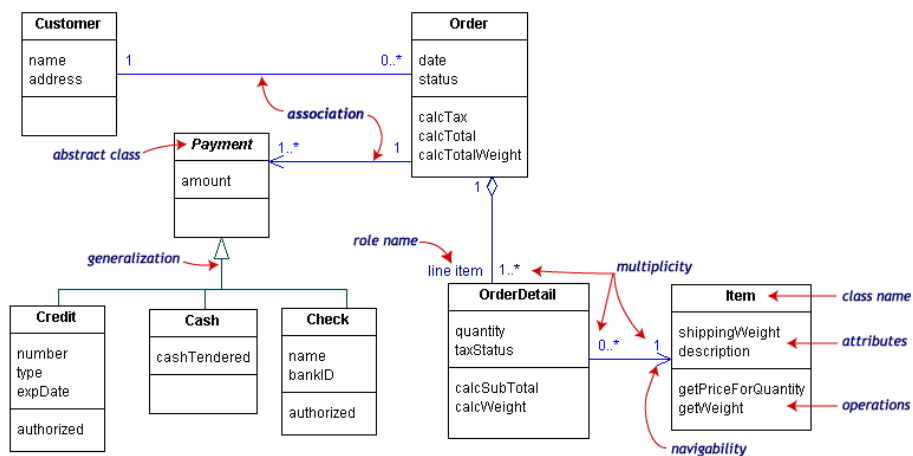 Customer
name
address
1
0..*
Order
date
status
calcTax
calcTotal
calcTotalWeight
association
abstract class
Payment
amount
1..*
1
1
generalization
role name
line item
1..*
multiplicity
Credit
number
type
expDate
authorized
Cash
cashTendered
Check
name
bankID
authorized
OrderDetail
quantity
taxStatus
calcSubTotal
calcWeight
0..*
1
Item
shippingWeight
description
getPriceForQuantity
getWeight
class name
attributes
operations
navigability